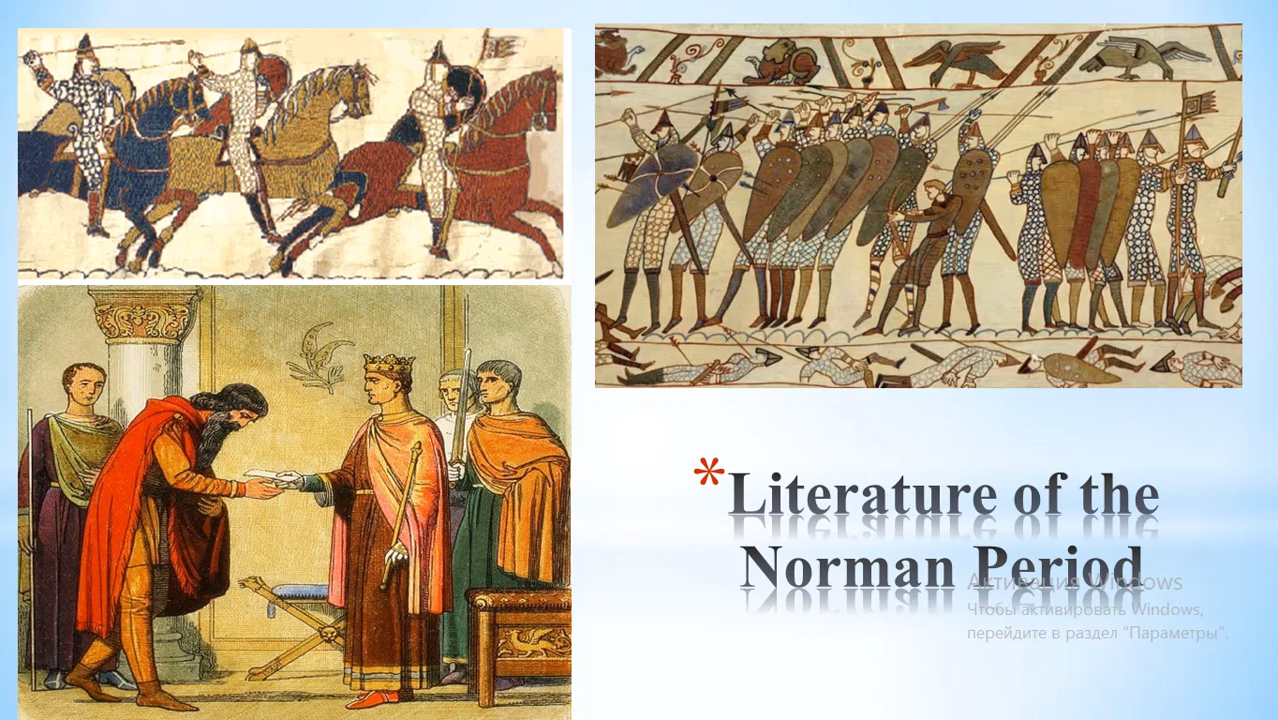 *Literature of the
Norman Period
Активация Windows
Чтобы активировать Windows,
перейдите в раздел "Параметры".